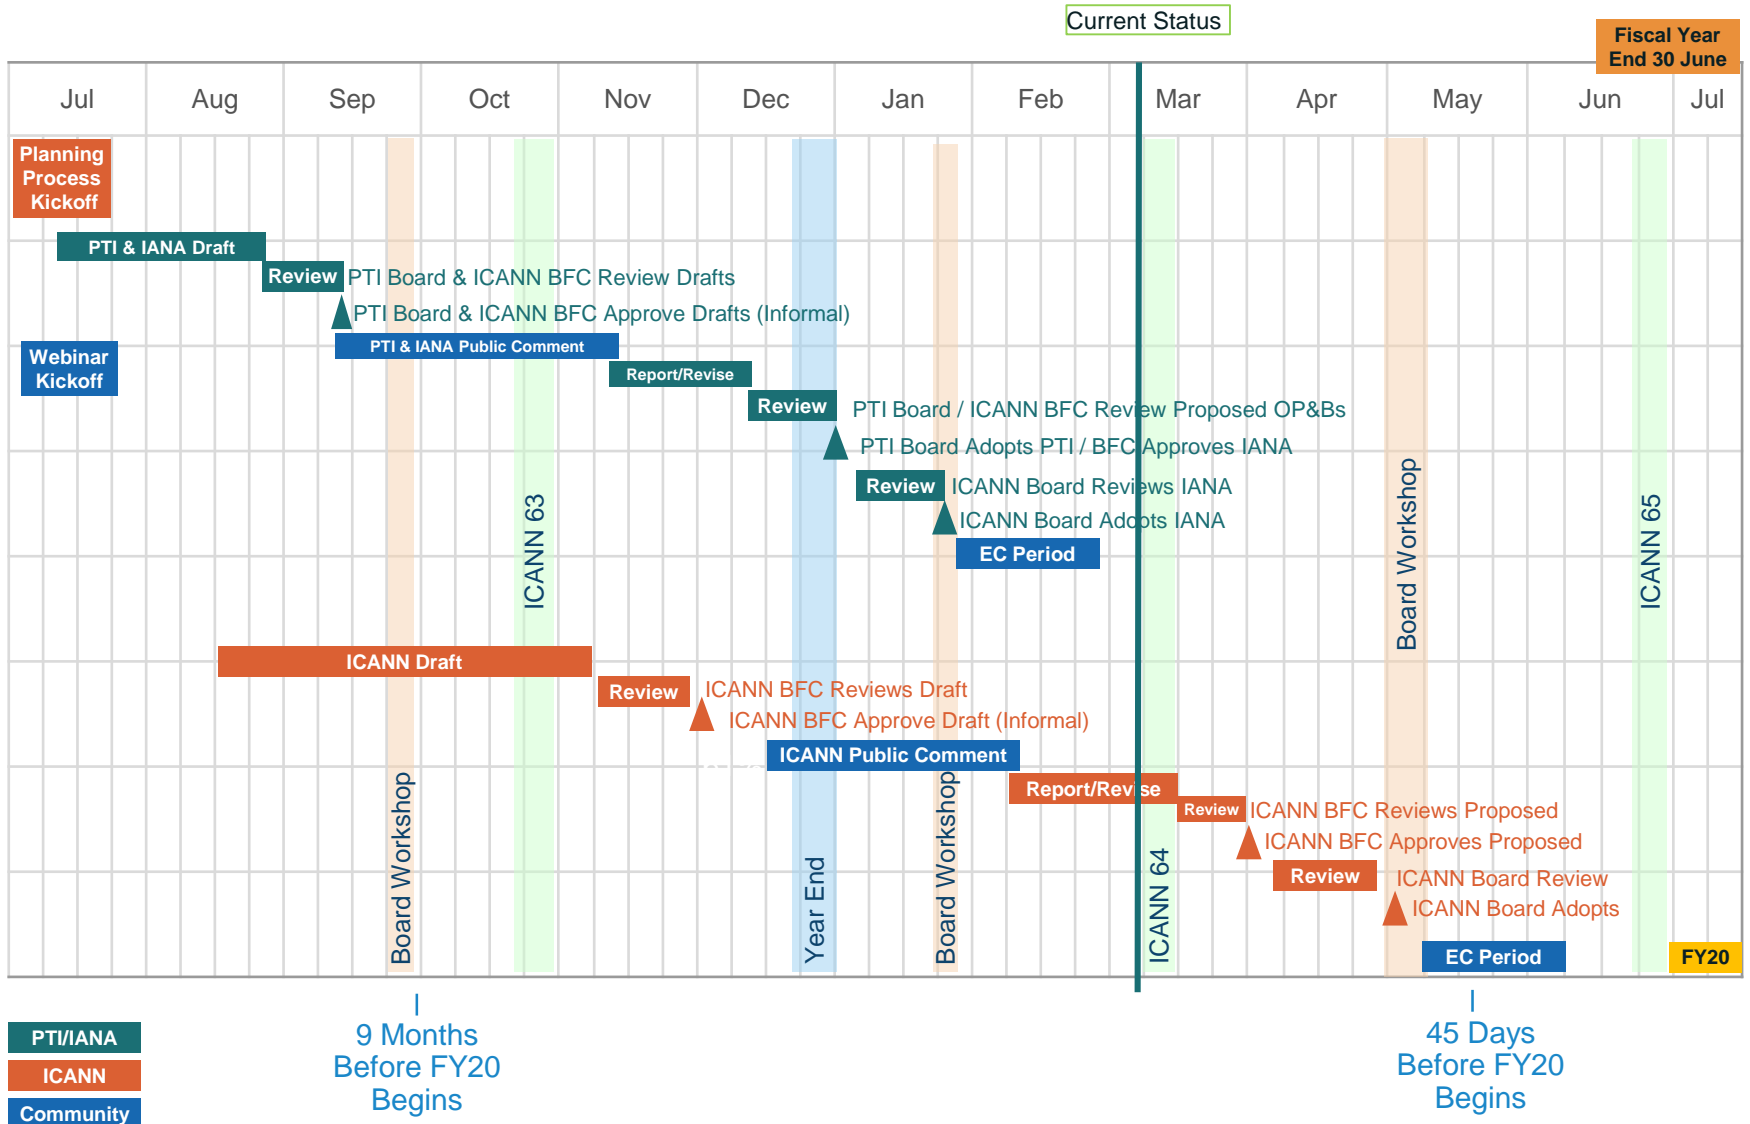 Current Status
Fiscal Year
End 30 June
Jul
Aug
Sep
Oct
Nov
Dec
Jan
Feb
Mar
Apr
May
Jun
Jul
Planning
Process
Kickoff
PTI & IANA Draft
Review
PTI Board & ICANN BFC Review Drafts
PTI Board & ICANN BFC Approve Drafts (Informal)
PTI & IANA Public Comment
Webinar
Kickoff
Report/Revise
Review
PTI Board / ICANN BFC Review Proposed OP&Bs
PTI Board Adopts PTI / BFC Approves IANA
Review
ICANN Board Reviews IANA
ICANN Board Adopts IANA
EC Period
ICANN 63
Board Workshop
ICANN 65
ICANN Draft
Review
ICANN BFC Reviews Draft
ICANN BFC Approve Draft (Informal)
ICANN Public Comment
Report/Revise
Review
ICANN BFC Reviews Proposed
ICANN BFC Approves Proposed
Review
ICANN Board Review
ICANN Board Adopts
Board Workshop
Year End
Board Workshop
ICANN 64
EC Period
FY20
PTI/IANA
ICANN
Community
9 Months
Before FY20
Begins
45 Days
Before FY20
Begins